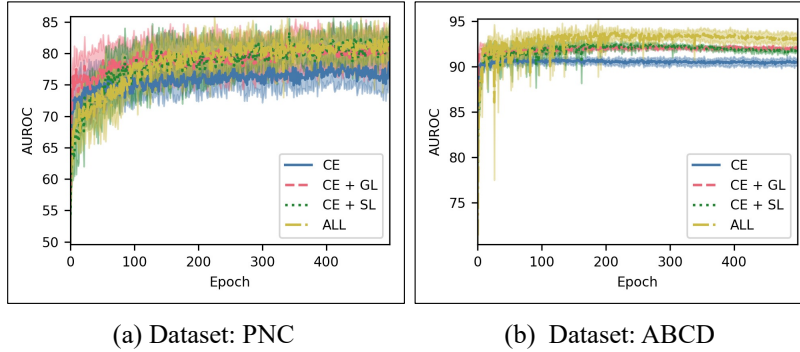 85
80
75
70
65
60
55
50
AUROC
0
100
200
300
400
Epoch
CE
CE + GL
CE + SL
ALL
(a) Dataset: PNC
95
90
85
80
75
AUROC
0
100
200
300
400
Epoch
CE
CE + GL
CE + SL
ALL
(b) Dataset: ABCD